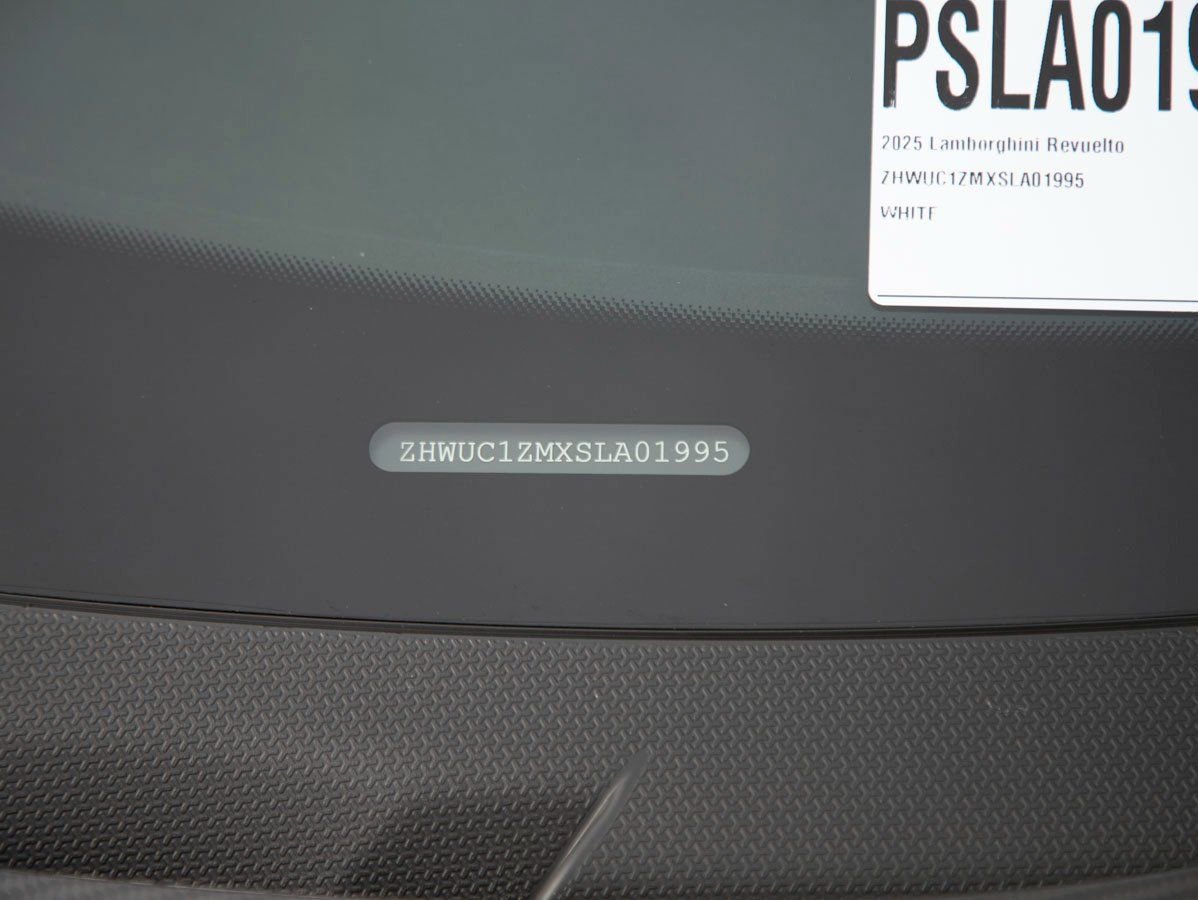 PSLA019
2025 Lamborghini Revuelto
ZHWUC1ZMXSLA01995
WHITE
ZHWUC1ZMXSLA01995